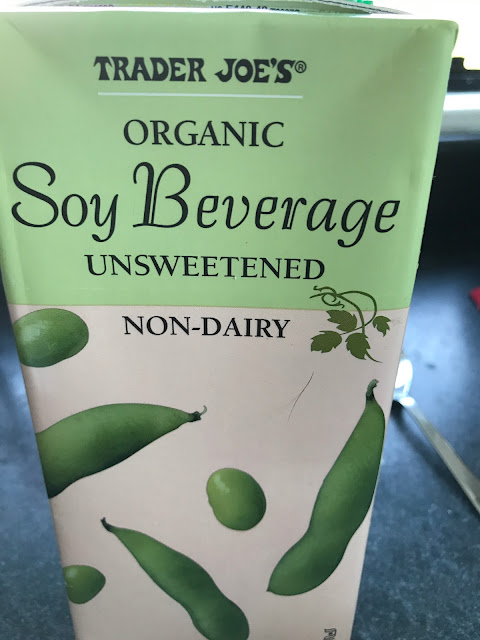 TRADER JOE'S®
ORGANIC
Soy Beverage
UNSWEETENED
NON-DAIRY